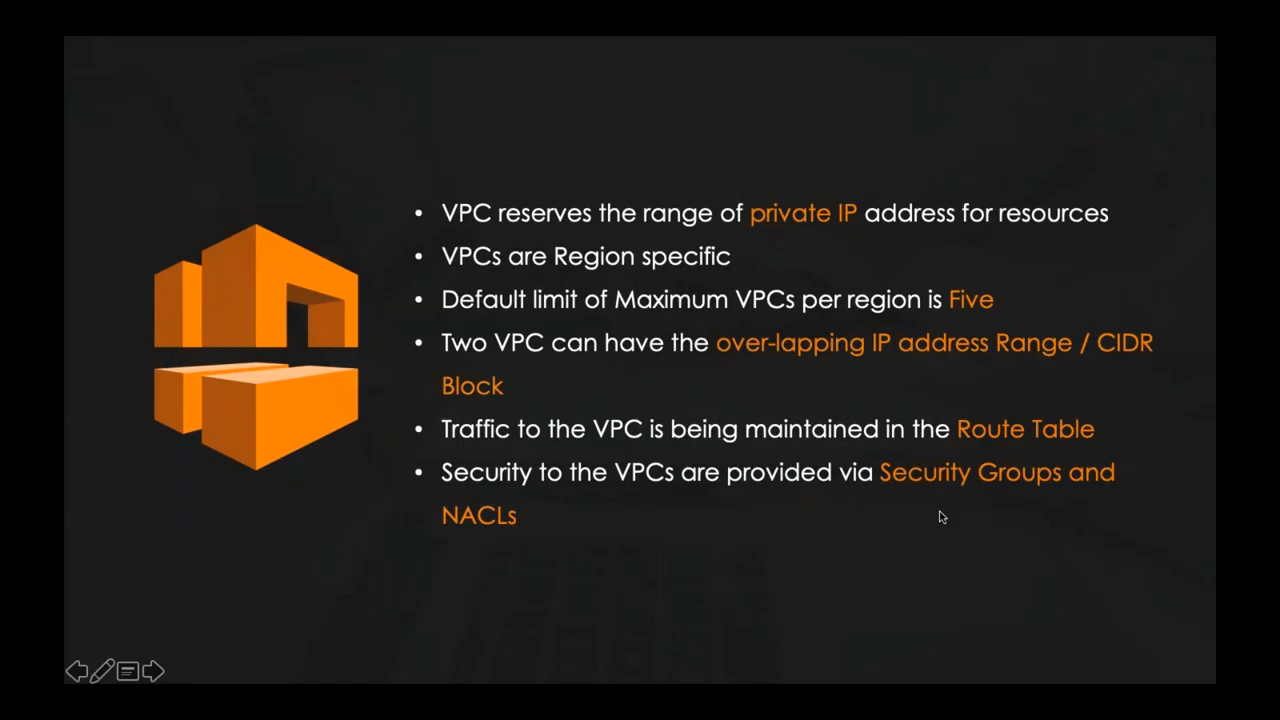 • VPC reserves the range of private IP address for resources
• VPCs are Region specific
• Default limit of Maximum VPCs per region is Five
• Two VPC can have the over-lapping IP address Range / CIDR
Block
• Traffic to the VPC is being maintained in the Route Table
• Security to the VPCs are provided via Security Groups and
NACLs